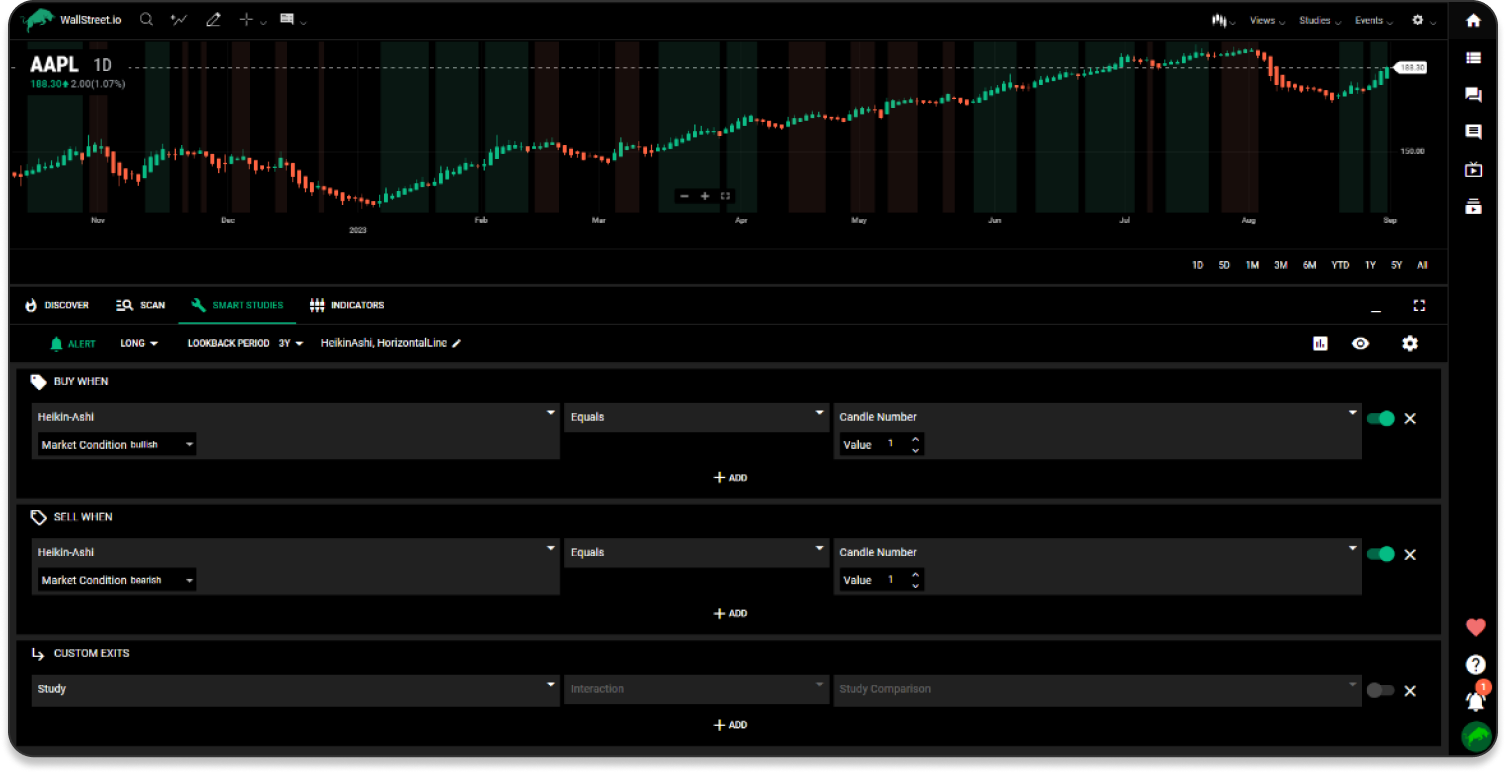 WallStreet.io
Views Studies Events
AAPL 1D
188.30 2.00(1.07%)
188.30
150.00
Nov Dec Feb Mar Apr May Jun Jul Aug Sep
2023
1D 5D 1M 3M 6M YTD 1Y 5Y All
DISCOVER SCAN SMART STUDIES INDICATORS
ALERT LONG LOOKBACK PERIOD 3Y HeikinAshi, HorizontalLine
BUY WHEN
Heikin-Ashi Equals Candle Number
Market Condition bullish Value 1
+ ADD
SELL WHEN
Heikin-Ashi Equals Candle Number
Market Condition bearish Value 1
+ ADD
CUSTOM EXITS
Study Interaction Study Comparison
1
+ ADD